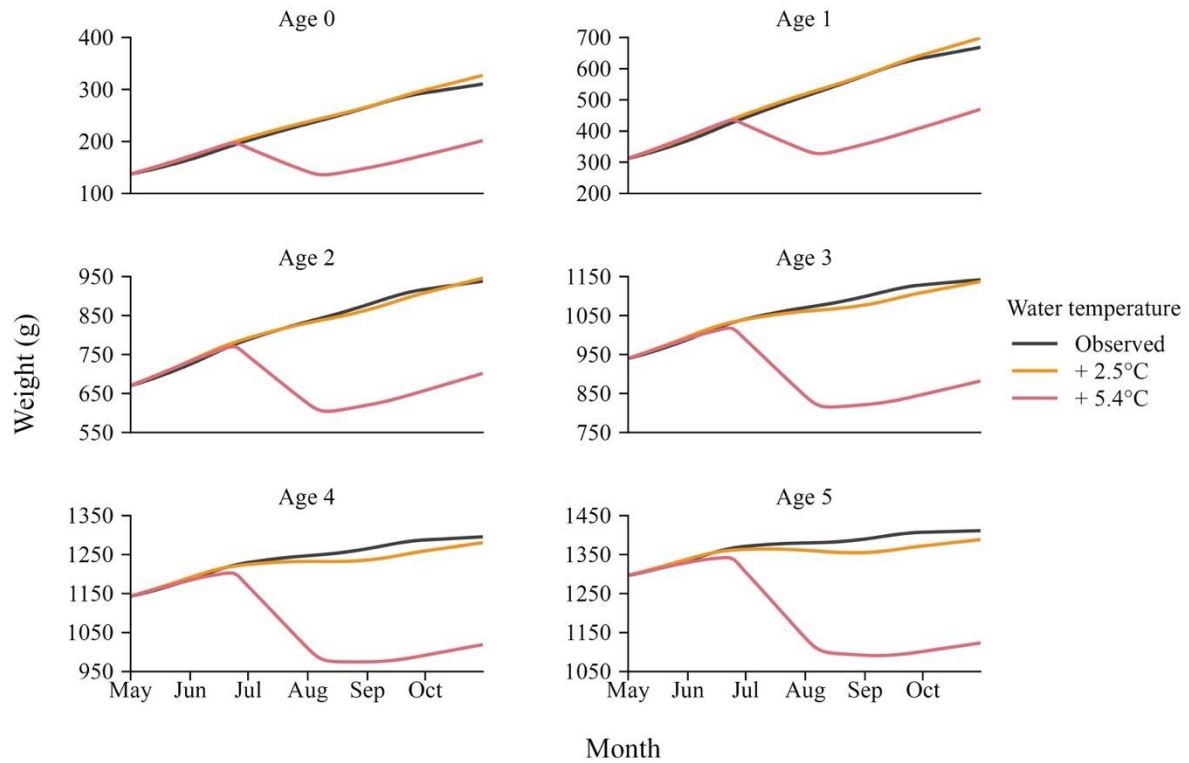 Age 0
400
300
200
100
Age 1
700
600
500
400
300
200
Age 2
950
850
750
650
550
Age 3
1150
1050
950
850
750
Water temperature
Observed
+ 2.5°C
+ 5.4°C
Weight (g)
Age 4
1350
1250
1150
1050
950
May Jun Jul Aug Sep Oct
Age 5
1450
1350
1250
1150
1050
May Jun Jul Aug Sep Oct
Month